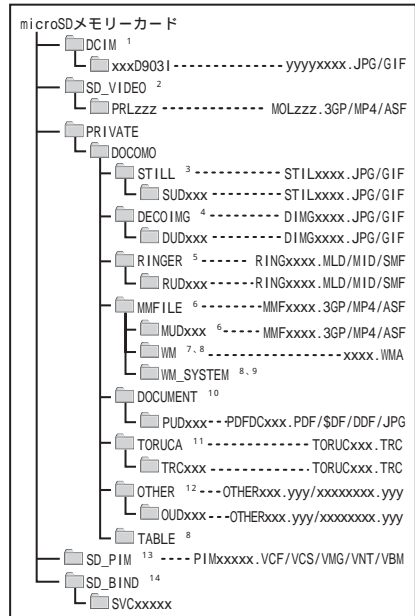 microSDメモリーカード
DCIM 1
xxxD903I yyyyxxxx.JPG/GIF
SD_VIDEO 2
PRLzzz MOLzzz.3GP/MP4/ASF
PRIVATE
DOCOMO
STILL 3 STILxxxx.JPG/GIF
SUDxxx STILxxxx.JPG/GIF
DECOIMG 4 DIMGxxxx.JPG/GIF
DUDxxx DIMGxxxx.JPG/GIF
RINGER 5 RINGxxxx.MLD/MID/SMF
RUDxxx RINGxxxx.MLD/MID/SMF
MMFILE 6 MMFxxxx.3GP/MP4/ASF
MUDxxx 6 MMFxxxx.3GP/MP4/ASF
WM 7、8 xxxx.WMA
WM_SYSTEM 8、9
DOCUMENT 10
PUDxxx PDFDCxxx.PDF/$DF/DDF/JPG
TORUCA 11 TORUCxxx.TRC
TRCxxx TORUCxxx.TRC
OTHER 12 OTHERxxx.yyy/xxxxxxxx.yyy
OUDxxx OTHERxxx.yyy/xxxxxxxx.yyy
TABLE 8
SD_PIM 13 PIMxxxxx.VCF/VCS/VMG/VNT/VBM
SD_BIND 14
SVCxxxxx